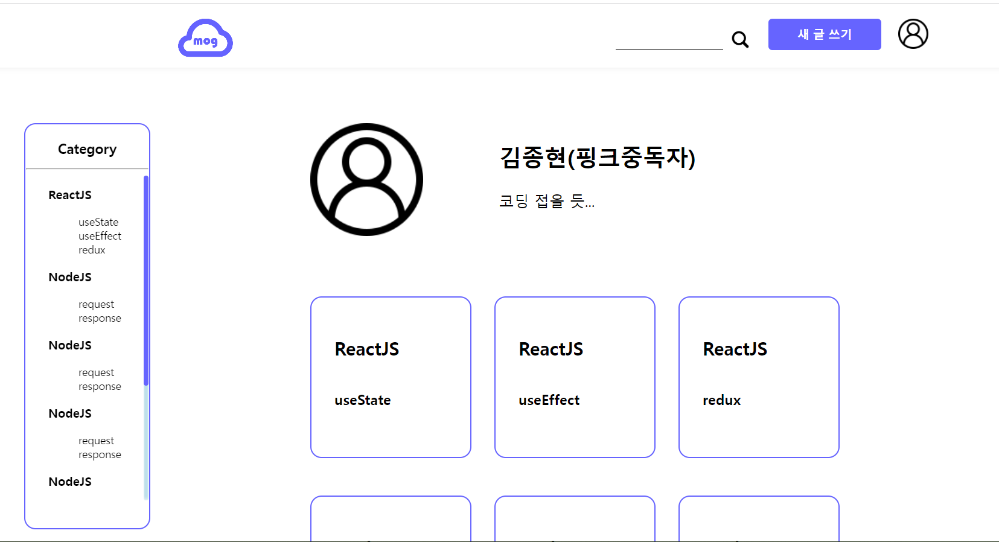 mog
새 글 쓰기
Category
ReactJS
useState
useEffect
redux
NodeJS
request
response
NodeJS
request
response
NodeJS
request
response
NodeJS
김종현(핑크중독자)
코딩 접을 듯...
ReactJS
useState
ReactJS
useEffect
ReactJS
redux